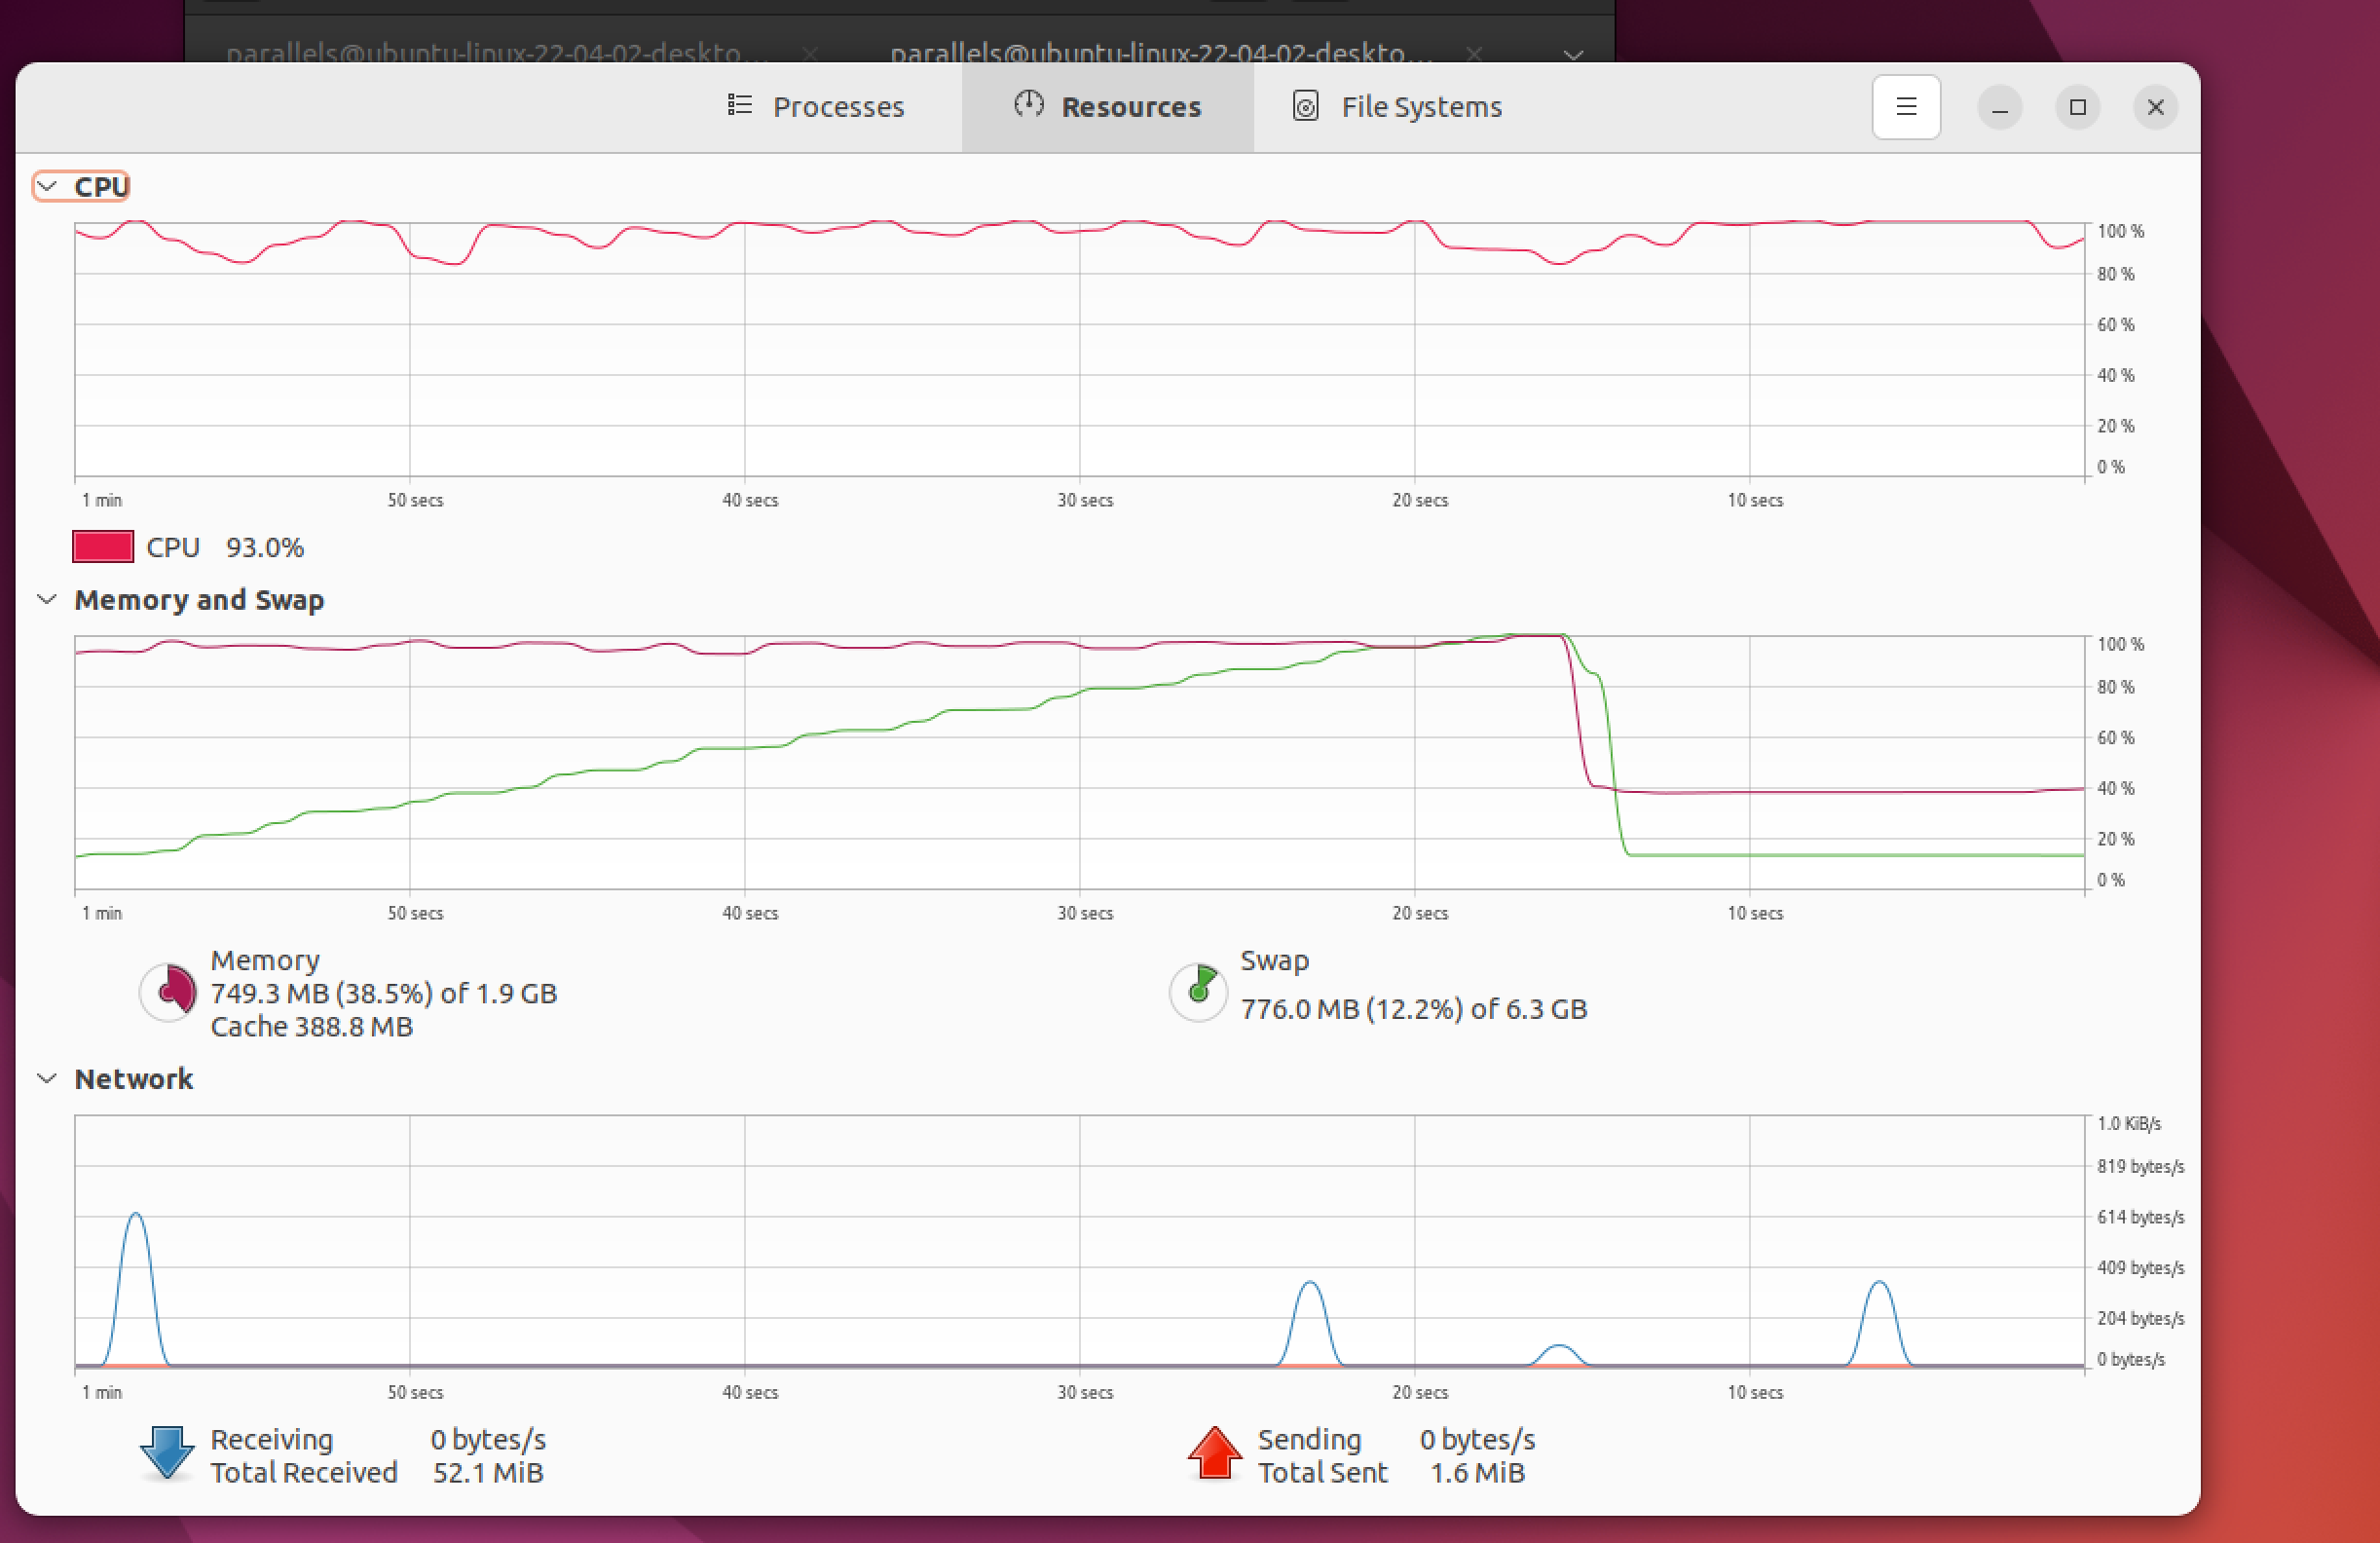 parallels@ubuntu-linux-22-04-02-deskto... parallels@ubuntu-linux-22-04-02-deskto...
Processes Resources File Systems
CPU
100 %
80 %
60 %
40 %
20 %
0 %
1 min 50 secs 40 secs 30 secs 20 secs 10 secs
CPU 93.0%
Memory and Swap
100 %
80 %
60 %
40 %
20 %
0 %
1 min 50 secs 40 secs 30 secs 20 secs 10 secs
Memory
749.3 MB (38.5%) of 1.9 GB
Cache 388.8 MB
Swap
776.0 MB (12.2%) of 6.3 GB
Network
1.0 KiB/s
819 bytes/s
614 bytes/s
409 bytes/s
204 bytes/s
0 bytes/s
1 min 50 secs 40 secs 30 secs 20 secs 10 secs
Receiving 0 bytes/s
Total Received 52.1 MiB
Sending 0 bytes/s
Total Sent 1.6 MiB